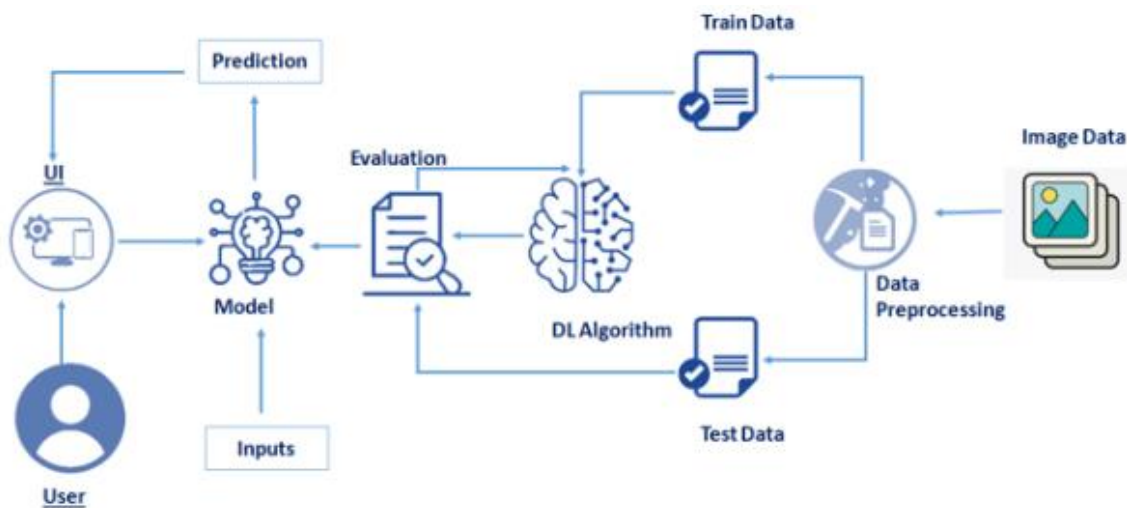 Train Data
Prediction
Image Data
Evaluation
UI
Data
Preprocessing
Model
DL Algorithm
Test Data
Inputs
User